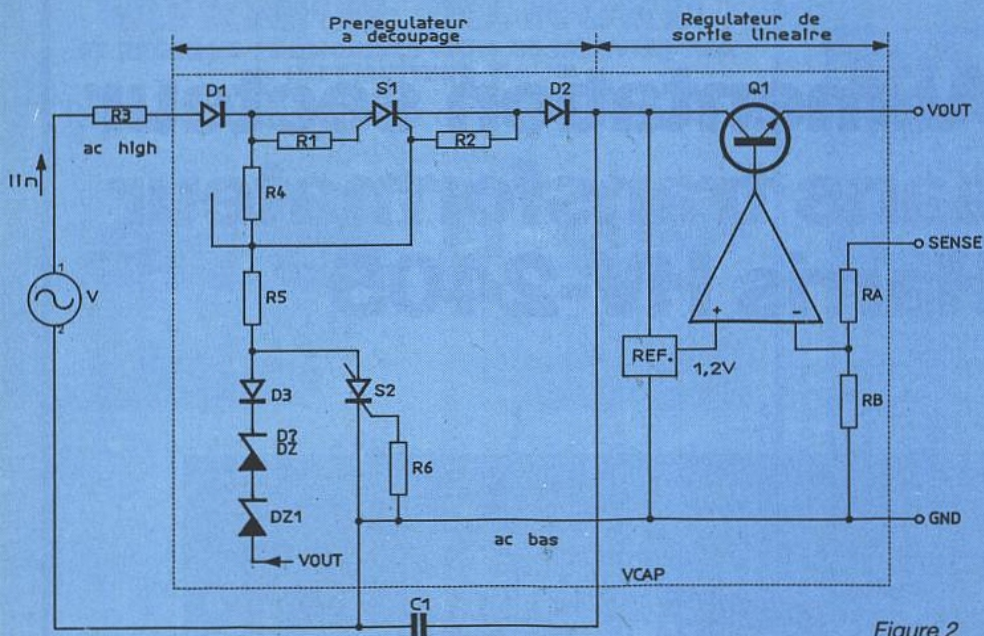 Preregulateur
a decoupage
Regulateur de
sortie lineaire
D1
S1
D2
Q1
R3
R1
R2
VOUT
ac high
IIn
R4
SENSE
1
V
2
R5
RA
+
-
REF.
1,2V
D3
S2
RB
D?
DZ
R6
DZ1
GND
ac bas
VOUT
VCAP
C1
Figure 2